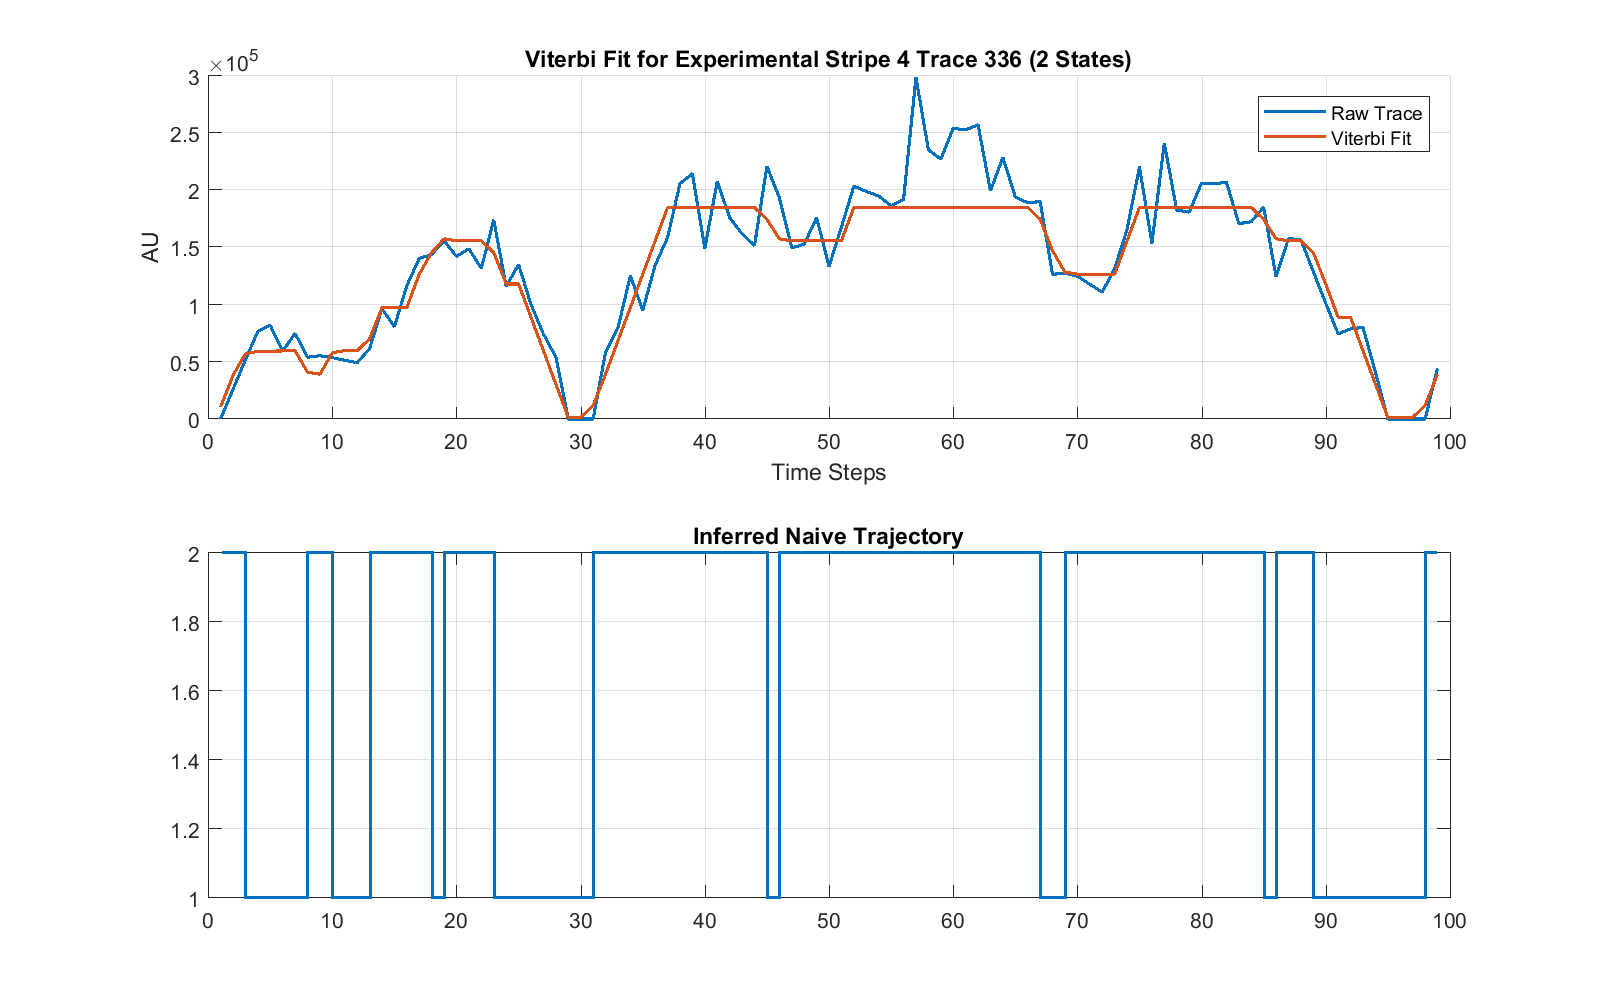 Viterbi Fit for Experimental Stripe 4 Trace 336 (2 States)
×10⁵
3
2.5
2
1.5
1
0.5
0
AU
Raw Trace
Viterbi Fit
0 10 20 30 40 50 60 70 80 90 100
Time Steps
Inferred Naive Trajectory
2
1.8
1.6
1.4
1.2
1
0 10 20 30 40 50 60 70 80 90 100